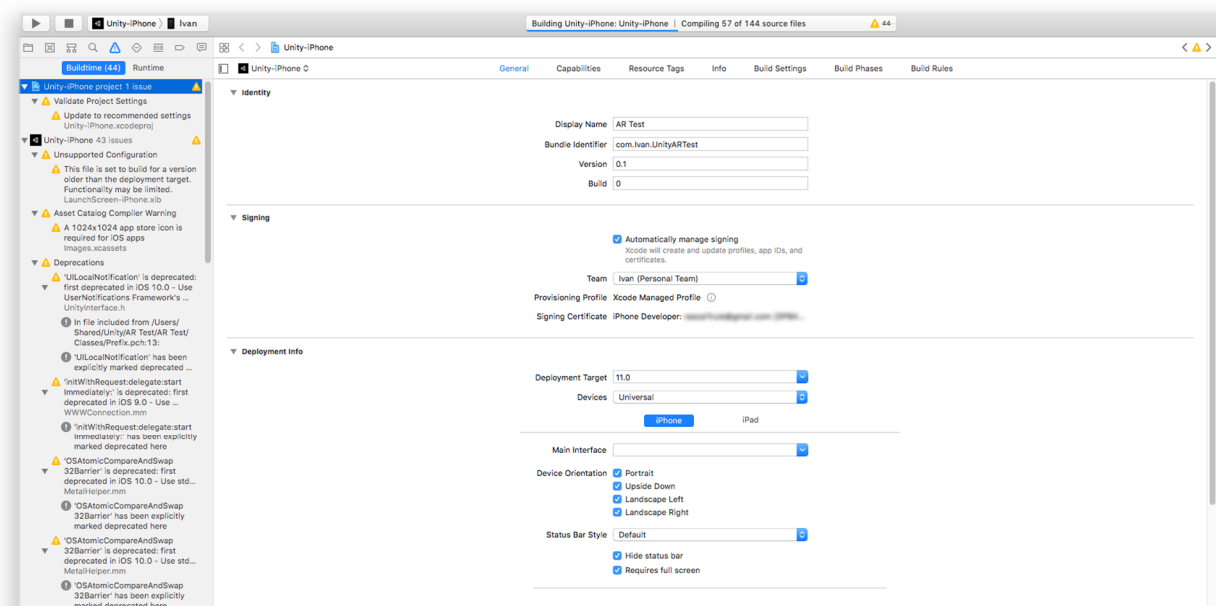 Unity-iPhone Ivan
Building Unity-iPhone: Unity-iPhone Compiling 57 of 144 source files 44
Unity-iPhone
Buildtime (44) Runtime
Unity-iPhone General Capabilities Resource Tags Info Build Settings Build Phases Build Rules
Unity-iPhone project 1 issue
Validate Project Settings
Update to recommended settings
Unity-iPhone.xcodeproj
Unity-iPhone 43 issues
Unsupported Configuration
This file is set to build for a version
older than the deployment target.
Functionality may be limited.
LaunchScreen-iPhone.xib
Asset Catalog Compiler Warning
A 1024x1024 app store icon is
required for iOS apps
Images.xcassets
Deprecations
'UILocalNotification' is deprecated:
first deprecated in iOS 10.0 - Use
UserNotifications Framework's ...
UnityInterface.h
In file included from /Users/
Shared/Unity/AR Test/AR Test/
Classes/Prefix.pch:13:
'UILocalNotification' has been
explicitly marked deprecated ...
'initWithRequest:delegate:start
Immediately:' is deprecated: first
deprecated in iOS 9.0 - Use ...
WWWConnection.mm
'initWithRequest:delegate:start
Immediately:' has been explicitly
marked deprecated here
'OSAtomicCompareAndSwap
32Barrier' is deprecated: first
deprecated in iOS 10.0 - Use std...
MetalHelper.mm
'OSAtomicCompareAndSwap
32Barrier' has been explicitly
marked deprecated here
'OSAtomicCompareAndSwap
32Barrier' is deprecated: first
deprecated in iOS 10.0 - Use std...
MetalHelper.mm
'OSAtomicCompareAndSwap
32Barrier' has been explicitly
marked deprecated here
Identity
Display Name AR Test
Bundle Identifier com.Ivan.UnityARTest
Version 0.1
Build 0
Signing
Automatically manage signing
Xcode will create and update profiles, app IDs, and
certificates.
Team Ivan (Personal Team)
Provisioning Profile Xcode Managed Profile
Signing Certificate iPhone Developer:
Deployment Info
Deployment Target 11.0
Devices Universal
iPhone iPad
Main Interface
Device Orientation Portrait
Upside Down
Landscape Left
Landscape Right
Status Bar Style Default
Hide status bar
Requires full screen